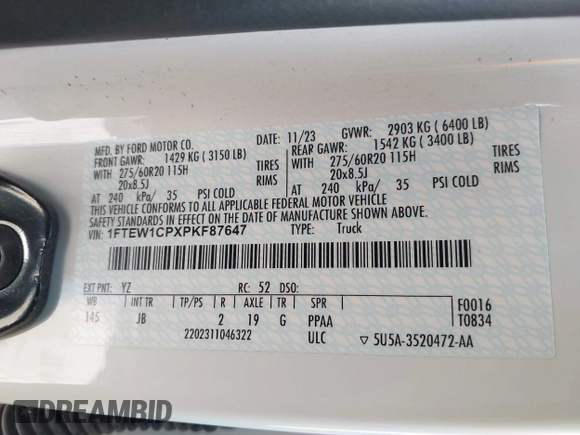 MFD. BY FORD MOTOR CO.
DATE: 11/23 GVWR: 2903 KG ( 6400 LB)
FRONT GAWR: 1429 KG ( 3150 LB)
REAR GAWR: 1542 KG ( 3400 LB)
WITH 275/60R20 115H TIRES
WITH 275/60R20 115H TIRES
20x8.5J RIMS
20x8.5J RIMS
AT 240 kPa/ 35 PSI COLD
AT 240 kPa/ 35 PSI COLD
THIS VEHICLE CONFORMS TO ALL APPLICABLE FEDERAL MOTOR VEHICLE
SAFETY STANDARDS IN EFFECT ON THE DATE OF MANUFACTURE SHOWN ABOVE.
VIN: 1FTEW1CPXPKF87647 TYPE: Truck
EXT PNT: YZ RC: 52 DSO:
WB INT TR TP/PS R AXLE TR SPR
145 JB 2 19 G PPAA
F0016
T0834
2202311046322 ULC
▽ 5U5A-3520472-AA
DREAMBID